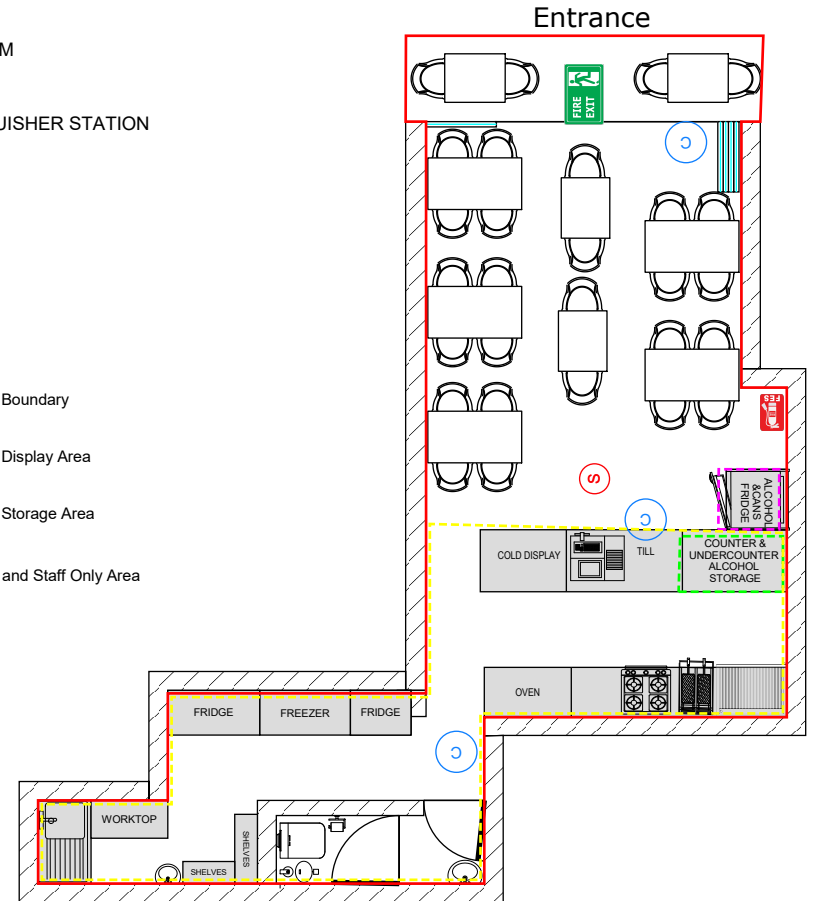 Entrance
M
UISHER STATION
FIRE
EXIT
C
Boundary
FES
Display Area
S
ALCOHOL
&CANS
FRIDGE
Storage Area
C
COLD DISPLAY
TILL
COUNTER &
UNDERCOUNTER
ALCOHOL
STORAGE
and Staff Only Area
OVEN
FRIDGE
FREEZER
FRIDGE
C
WORKTOP
SHELVES
SHELVES